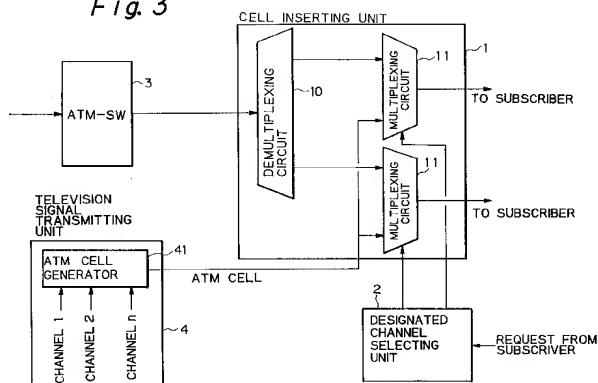 Fig. 3
CELL INSERTING UNIT
1
3
ATM-SW
DEMULTIPLEXING
CIRCUIT
10
MULTIPLEXING
CIRCUIT
11
TO SUBSCRIBER
MULTIPLEXING
CIRCUIT
11
TO SUBSCRIBER
TELEVISION
SIGNAL
TRANSMITTING
UNIT
41
ATM CELL
GENERATOR
ATM CELL
CHANNEL 1
CHANNEL 2
CHANNEL n
4
2
DESIGNATED
CHANNEL
SELECTING
UNIT
REQUEST FROM
SUBSCRIVER